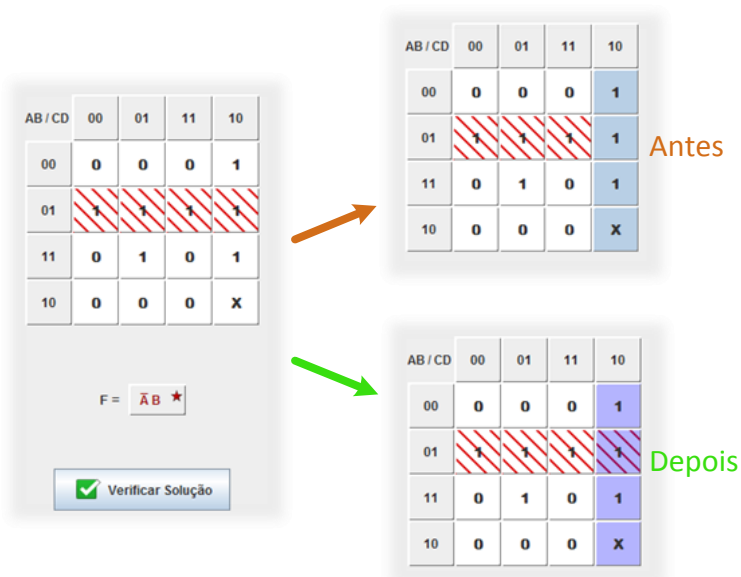 AB / CD 00 01 11 10
00 0 0 0 1
01 1 1 1 1
11 0 1 0 1
10 0 0 0 X
F = A̅ B ★
Verificar Solução
AB / CD 00 01 11 10
00 0 0 0 1
01 1 1 1 1
11 0 1 0 1
10 0 0 0 X
Antes
AB / CD 00 01 11 10
00 0 0 0 1
01 1 1 1 1
11 0 1 0 1
10 0 0 0 X
Depois